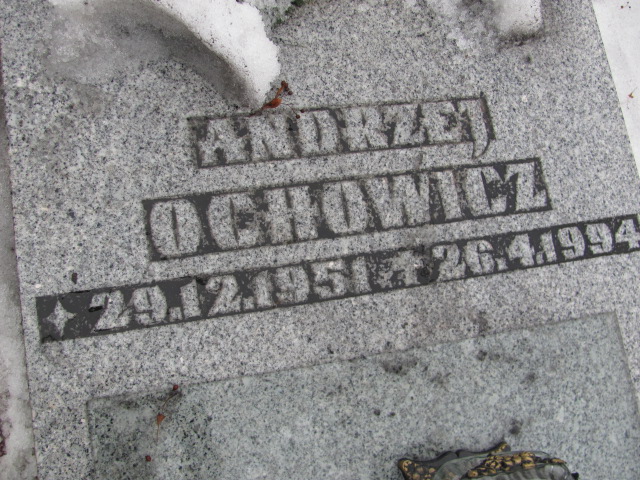 ANDRZEJ
OCHOWICZ
✦ 29.12.1951 ✝ 26.4.1994